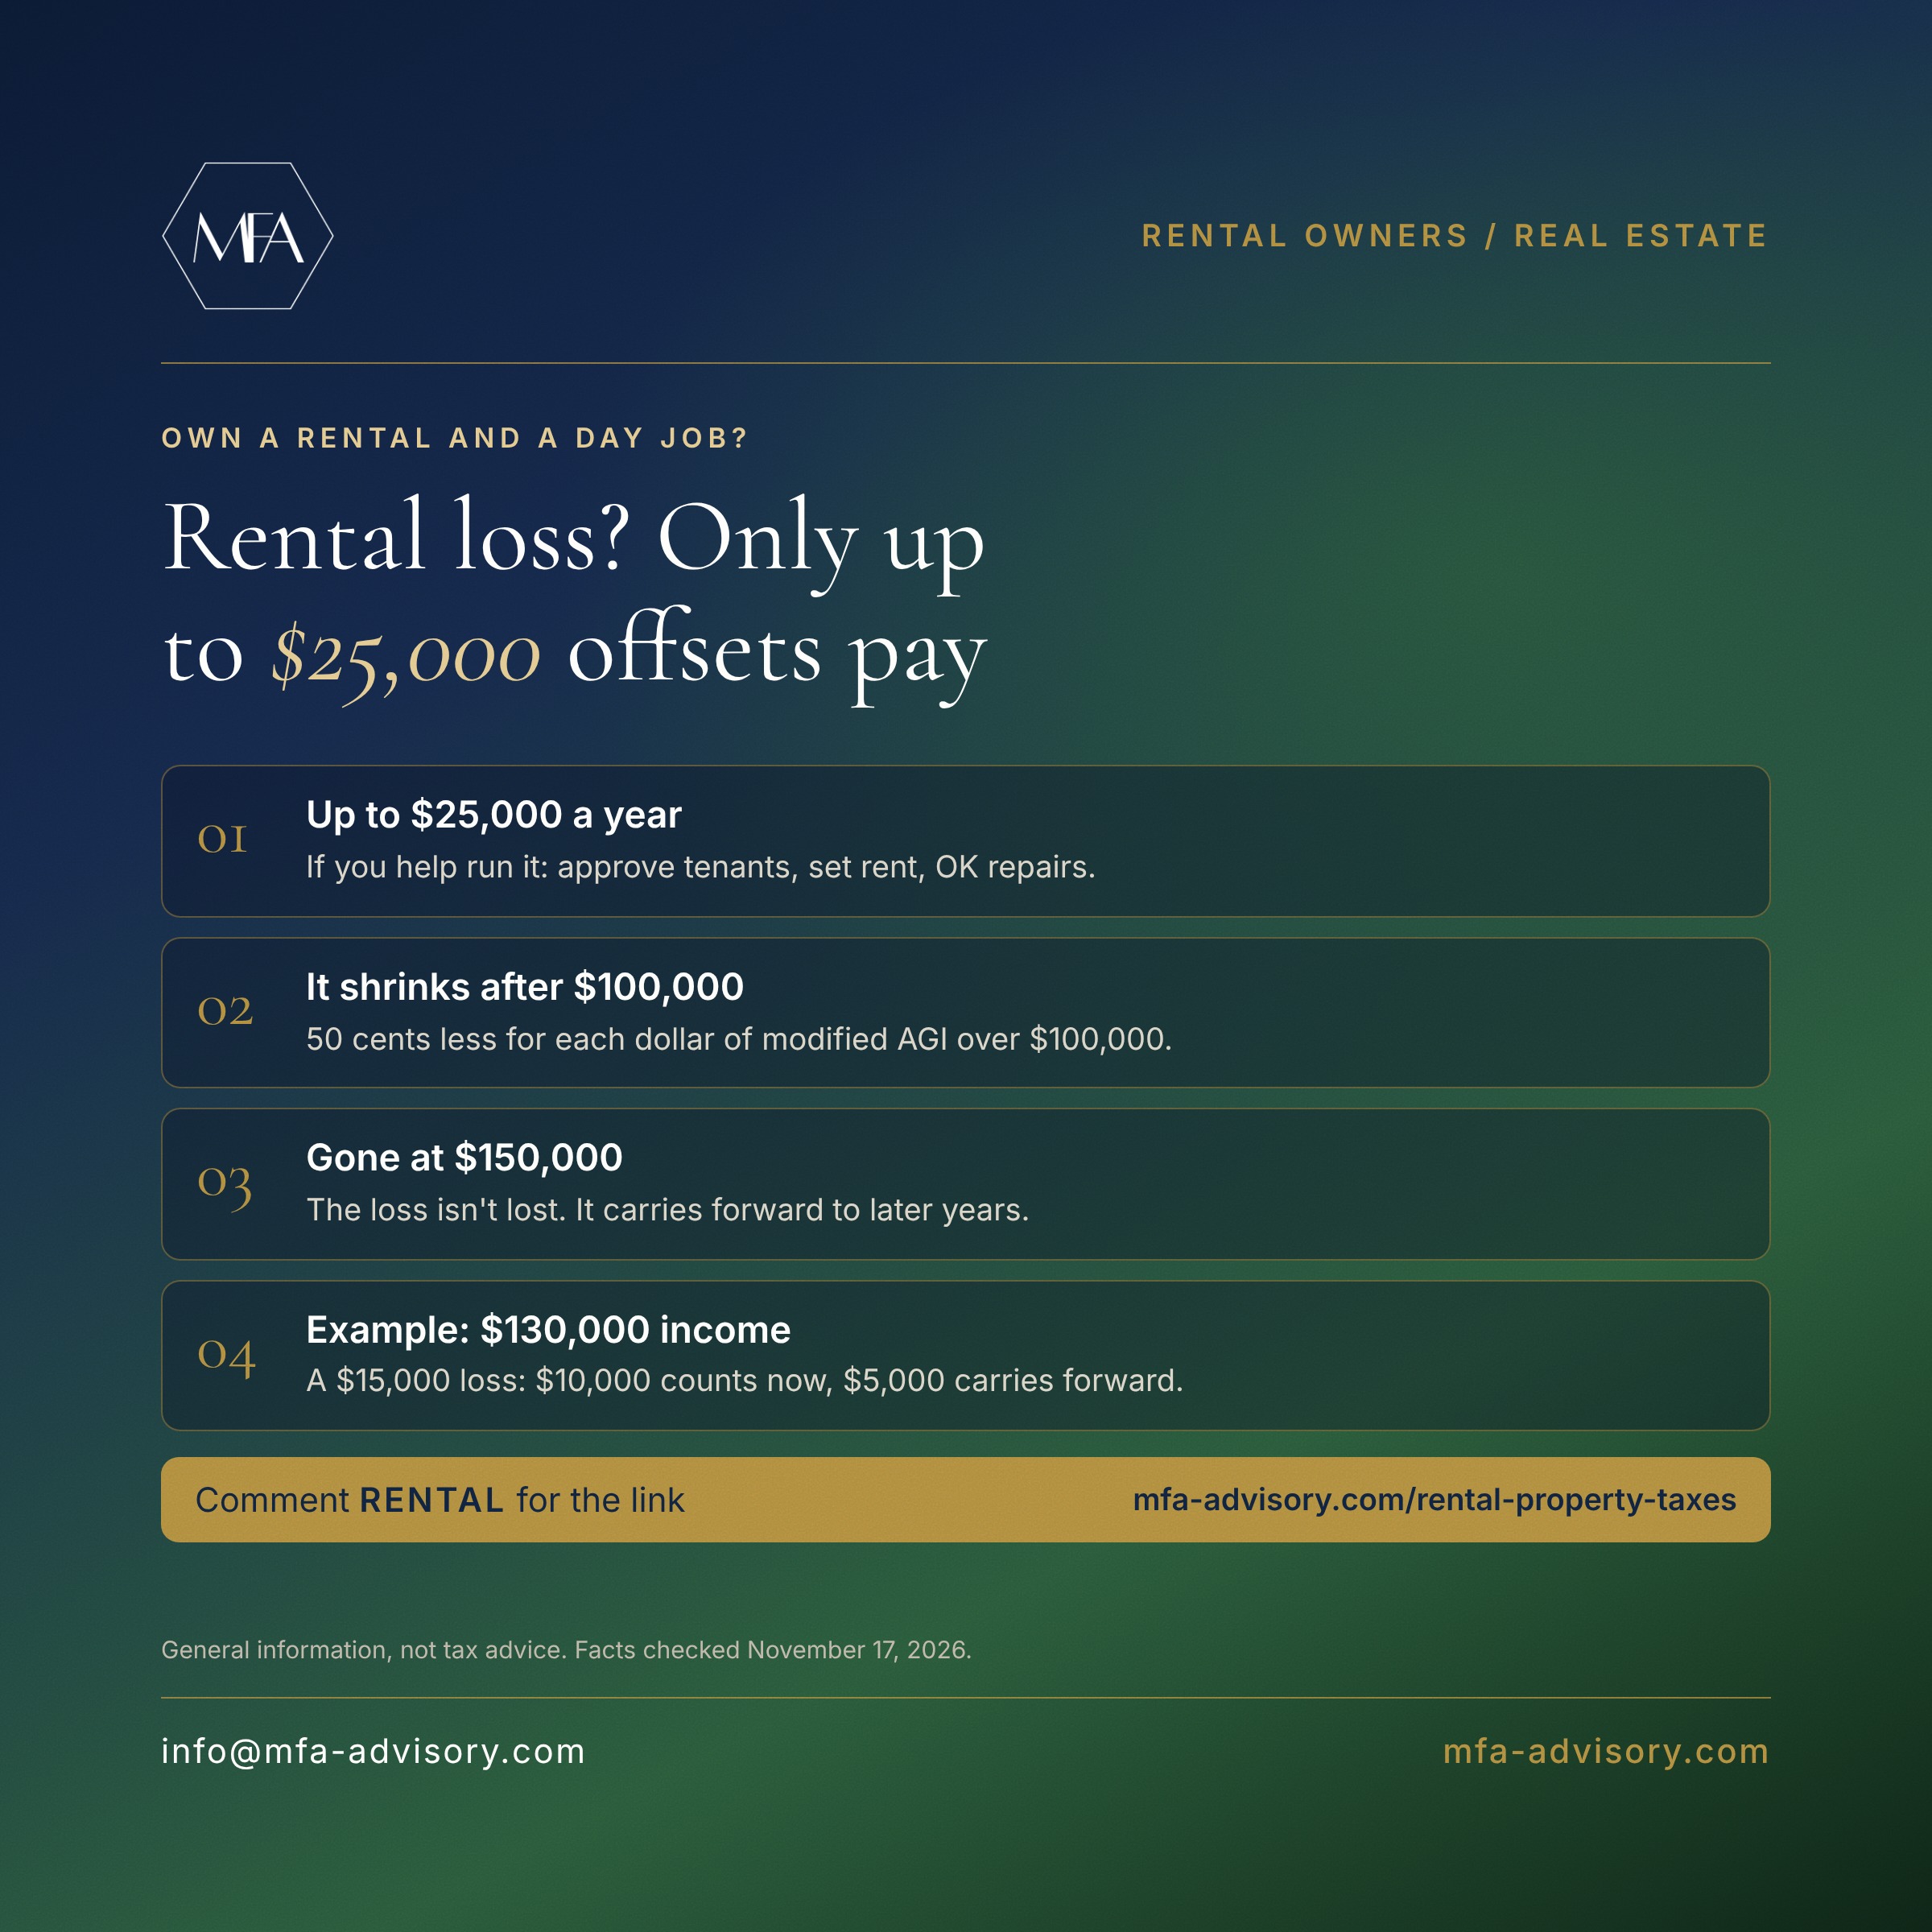 MFA
RENTAL OWNERS / REAL ESTATE
OWN A RENTAL AND A DAY JOB?
Rental loss? Only up
to $25,000 offsets pay
01
Up to $25,000 a year
If you help run it: approve tenants, set rent, OK repairs.
02
It shrinks after $100,000
50 cents less for each dollar of modified AGI over $100,000.
03
Gone at $150,000
The loss isn't lost. It carries forward to later years.
04
Example: $130,000 income
A $15,000 loss: $10,000 counts now, $5,000 carries forward.
Comment RENTAL for the link
mfa-advisory.com/rental-property-taxes
General information, not tax advice. Facts checked November 17, 2026.
info@mfa-advisory.com
mfa-advisory.com